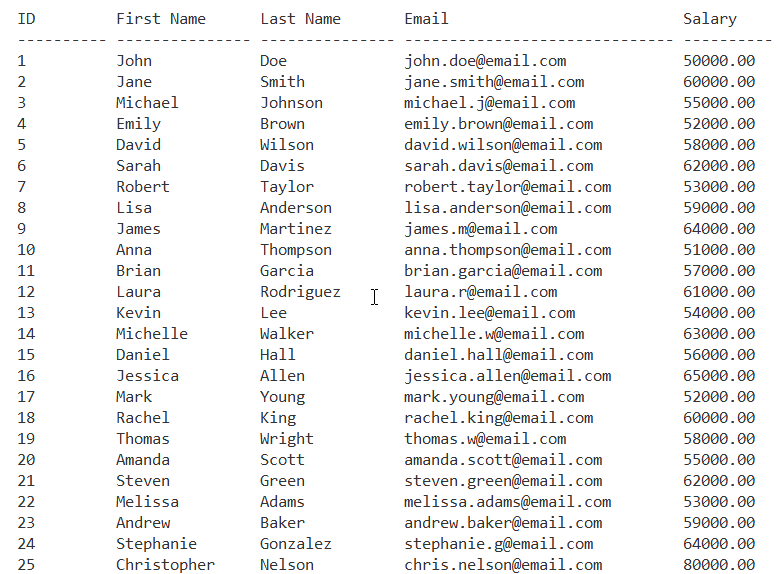 ID         First Name      Last Name       Email                          Salary
---------- --------------- --------------- ------------------------------ ----------
1          John            Doe             john.doe@email.com             50000.00
2          Jane            Smith           jane.smith@email.com           60000.00
3          Michael         Johnson         michael.j@email.com            55000.00
4          Emily           Brown           emily.brown@email.com          52000.00
5          David           Wilson          david.wilson@email.com         58000.00
6          Sarah           Davis           sarah.davis@email.com          62000.00
7          Robert          Taylor          robert.taylor@email.com        53000.00
8          Lisa            Anderson        lisa.anderson@email.com        59000.00
9          James           Martinez        james.m@email.com              64000.00
10         Anna            Thompson        anna.thompson@email.com        51000.00
11         Brian           Garcia          brian.garcia@email.com         57000.00
12         Laura           Rodriguez       laura.r@email.com              61000.00
13         Kevin           Lee             kevin.lee@email.com            54000.00
14         Michelle        Walker          michelle.w@email.com           63000.00
15         Daniel          Hall            daniel.hall@email.com          56000.00
16         Jessica         Allen           jessica.allen@email.com        65000.00
17         Mark            Young           mark.young@email.com           52000.00
18         Rachel          King            rachel.king@email.com          60000.00
19         Thomas          Wright          thomas.w@email.com             58000.00
20         Amanda          Scott           amanda.scott@email.com         55000.00
21         Steven          Green           steven.green@email.com         62000.00
22         Melissa         Adams           melissa.adams@email.com        53000.00
23         Andrew          Baker           andrew.baker@email.com         59000.00
24         Stephanie       Gonzalez        stephanie.g@email.com          64000.00
25         Christopher     Nelson          chris.nelson@email.com         80000.00